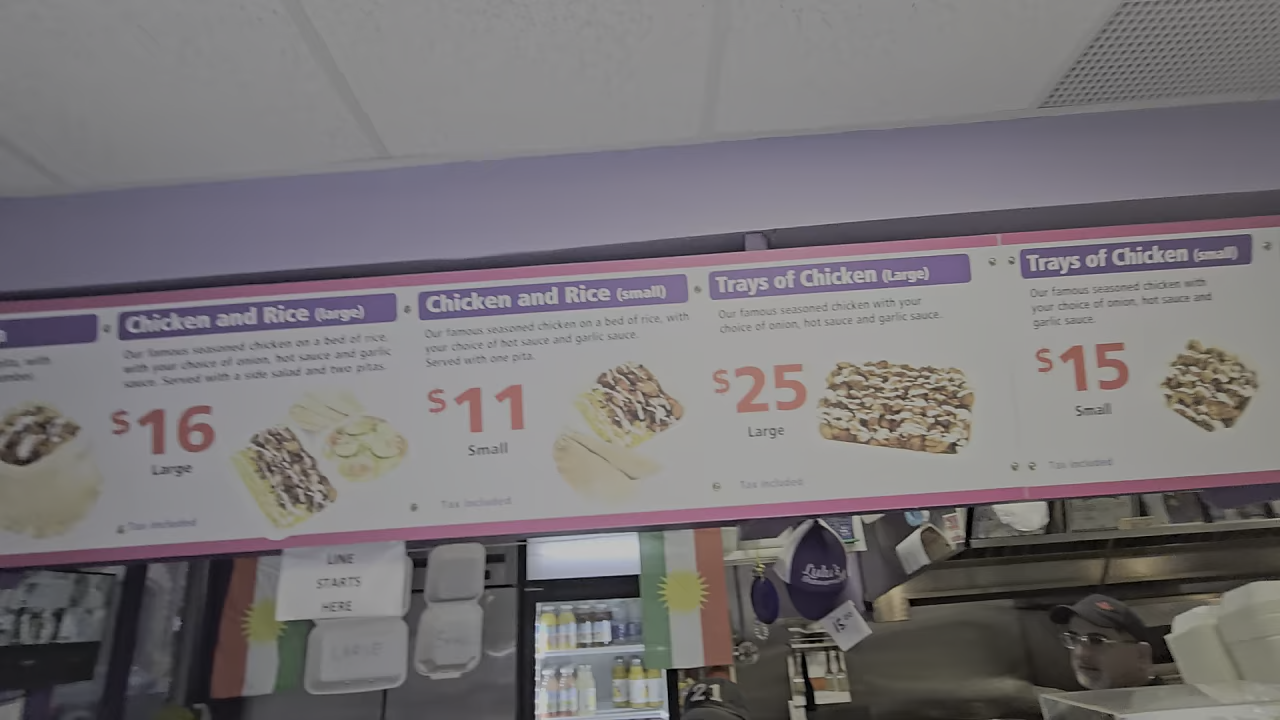 Chicken and Rice (large)
Our famous seasoned chicken on a bed of rice,
with your choice of onion, hot sauce and garlic
sauce. Served with a side salad and two pitas.
$16
Large
Tax included
Chicken and Rice (small)
Our famous seasoned chicken on a bed of rice, with
your choice of hot sauce and garlic sauce.
Served with one pita.
$11
Small
Tax included
Trays of Chicken (Large)
Our famous seasoned chicken with your
choice of onion, hot sauce and garlic sauce.
$25
Large
Tax included
Trays of Chicken (small)
Our famous seasoned chicken with
your choice of onion, hot sauce and
garlic sauce.
$15
Small
Tax included
LINE
STARTS
HERE
LARGE
Lulu's
21